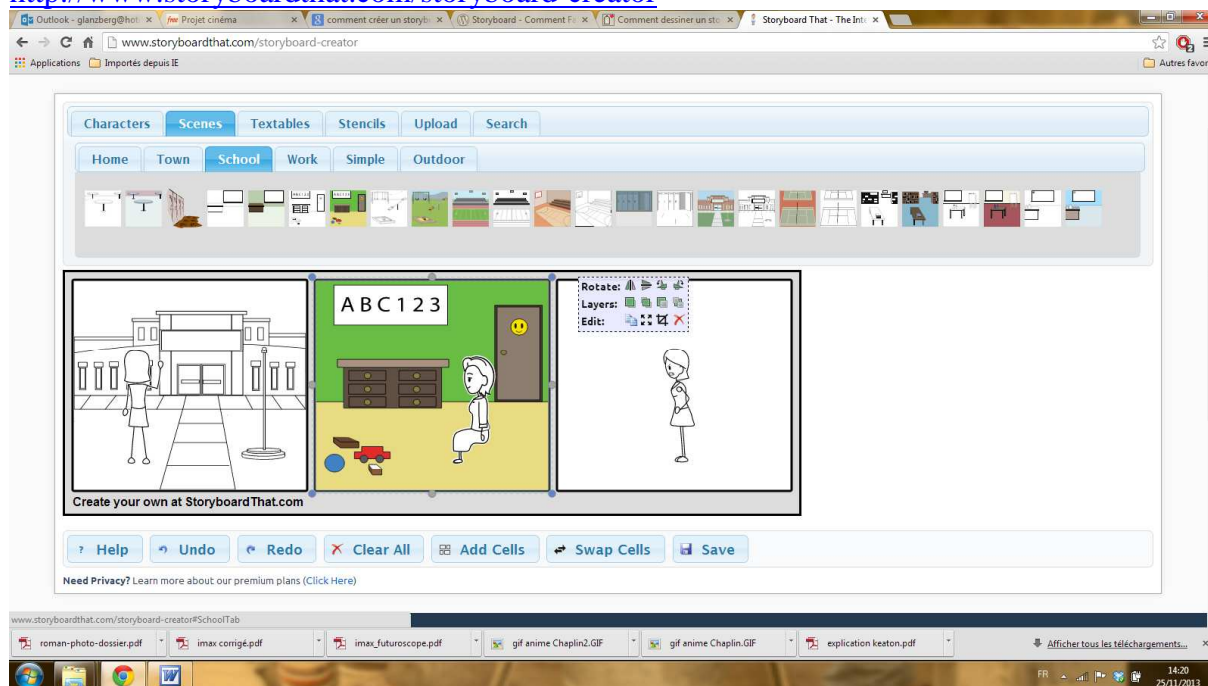 http://www.storyboardthat.com/storyboard-creator
Outlook - glanzberg@hot
Projet cinéma
comment créer un storyb
Storyboard - Comment F
Comment dessiner un sto
Storyboard That - The Int
www.storyboardthat.com/storyboard-creator
Applications Importés depuis IE
Autres favor
Characters Scenes Textables Stencils Upload Search
Home Town School Work Simple Outdoor
ABC123
Rotate:
Layers:
Edit:
Create your own at StoryboardThat.com
? Help Undo Redo Clear All Add Cells Swap Cells Save
Need Privacy? Learn more about our premium plans (Click Here)
www.storyboardthat.com/storyboard-creator#SchoolTab
roman-photo-dossier.pdf imax corrigé.pdf imax_futuroscope.pdf gif anime Chaplin2.GIF gif anime Chaplin.GIF explication keaton.pdf Afficher tous les téléchargements...
FR 14:20
25/11/2013